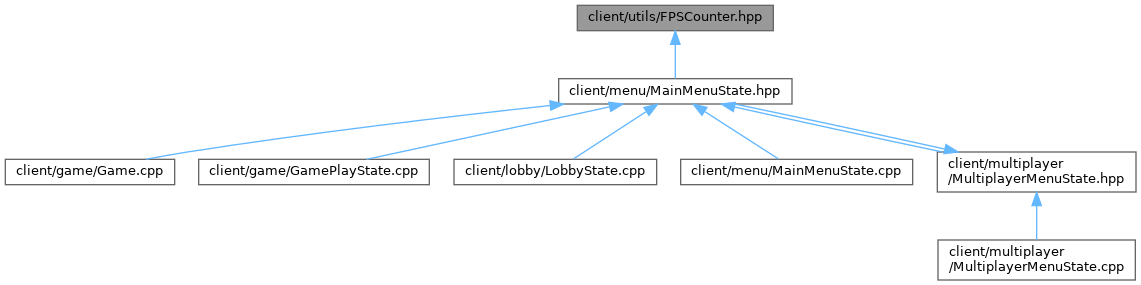 client/utils/FPSCounter.hpp
client/menu/MainMenuState.hpp
client/game/Game.cpp
client/game/GamePlayState.cpp
client/lobby/LobbyState.cpp
client/menu/MainMenuState.cpp
client/multiplayer
/MultiplayerMenuState.hpp
client/multiplayer
/MultiplayerMenuState.cpp